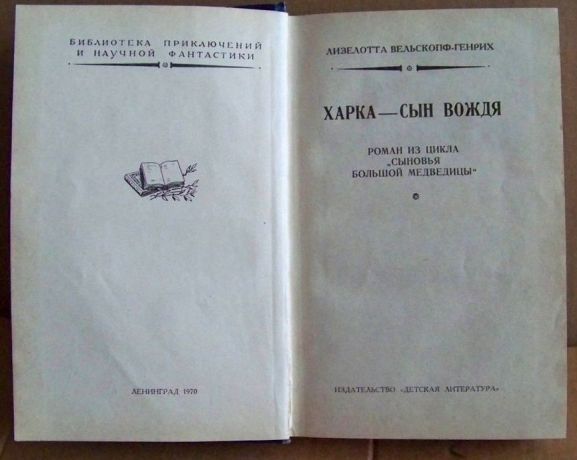 БИБЛИОТЕКА ПРИКЛЮЧЕНИЙ
И НАУЧНОЙ ФАНТАСТИКИ
ЛЕНИНГРАД 1970
ЛИЗЕЛОТТА ВЕЛЬСКОПФ-ГЕНРИХ
ХАРКА — СЫН ВОЖДЯ
РОМАН ИЗ ЦИКЛА
„СЫНОВЬЯ
БОЛЬШОЙ МЕДВЕДИЦЫ“
ИЗДАТЕЛЬСТВО «ДЕТСКАЯ ЛИТЕРАТУРА»